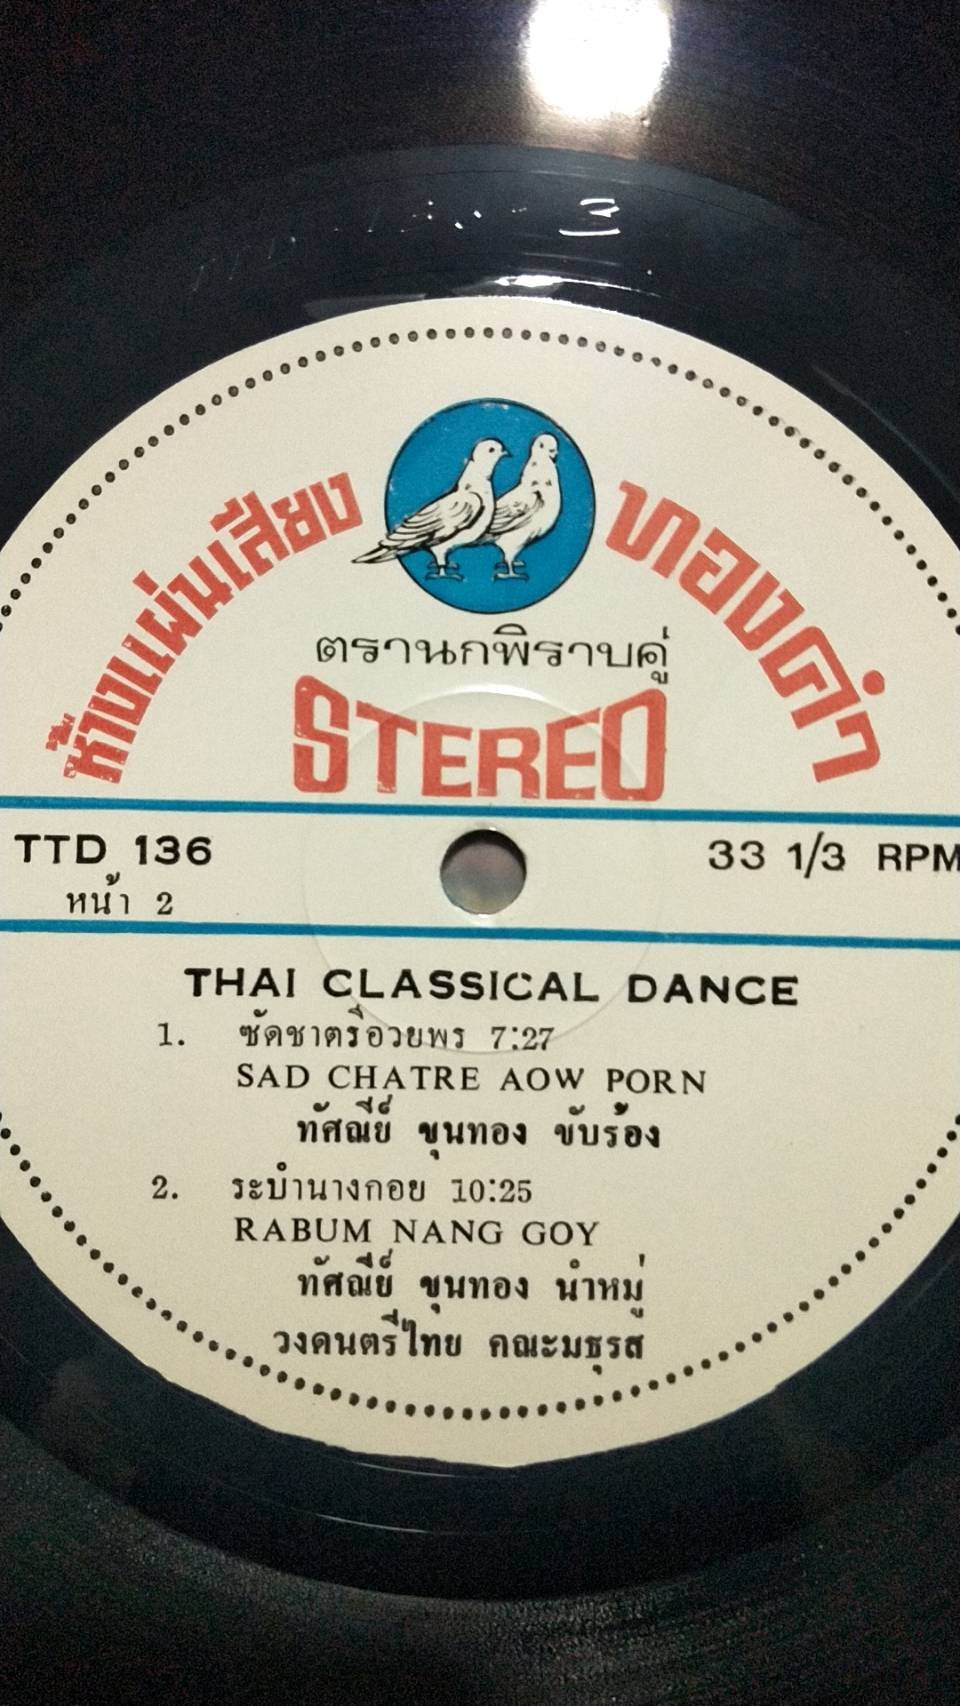 ห้างแผ่นเสียง ทองคำ
ตรานกพิราบคู่
STEREO
TTD 136
33 1/3 RPM
หน้า 2
THAI CLASSICAL DANCE
1. ซัดชาตรีอวยพร 7:27
SAD CHATRE AOW PORN
ทัศณีย์ ขุนทอง ขับร้อง
2. ระบำนางกอย 10:25
RABUM NANG GOY
ทัศณีย์ ขุนทอง นำหมู่
วงดนตรีไทย คณะมธุรส